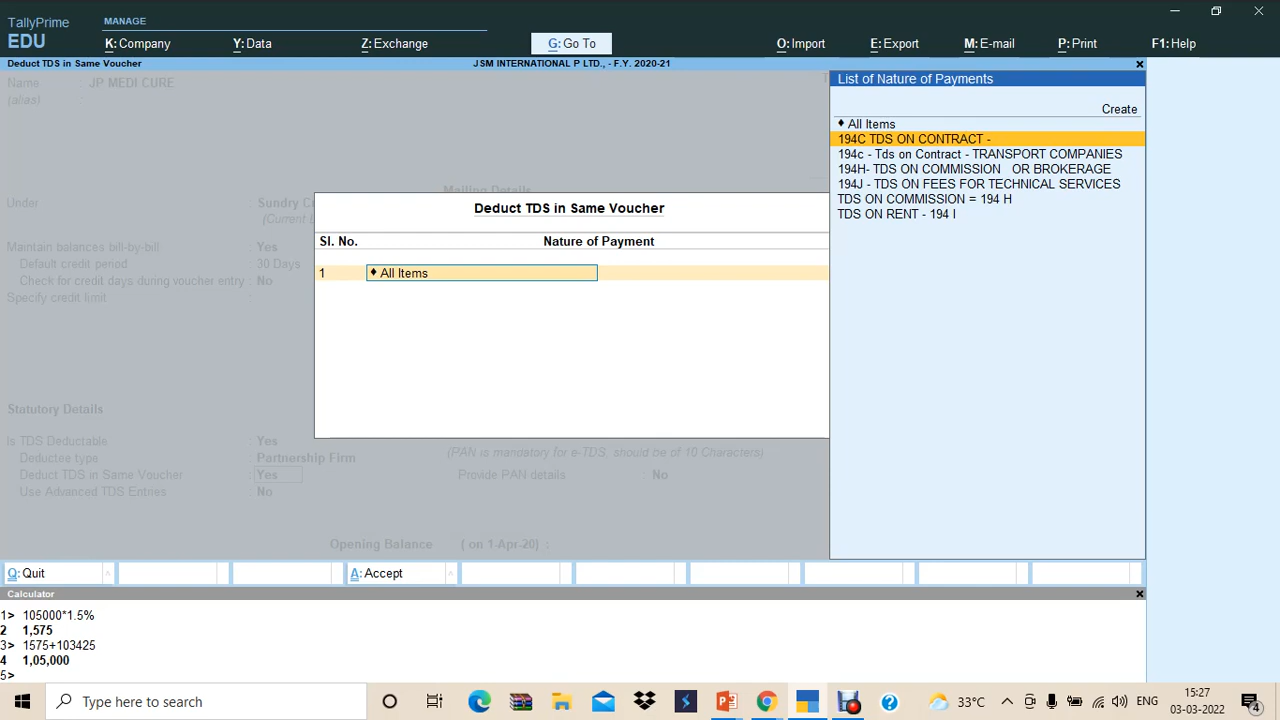 TallyPrime
EDU
MANAGE
K: Company
Y: Data
Z: Exchange
G: Go To
O: Import
E: Export
M: E-mail
P: Print
F1: Help
Deduct TDS in Same Voucher
JSM INTERNATIONAL P LTD., - F.Y. 2020-21
Name : JP MEDI CURE
(alias) :
Mailing Details
Under : Sundry C
(Current L
Maintain balances bill-by-bill : Yes
Default credit period : 30 Days
Check for credit days during voucher entry : No
Specify credit limit :
Statutory Details
Is TDS Deductable : Yes
Deductee type : Partnership Firm
Deduct TDS in Same Voucher : Yes
Use Advanced TDS Entries : No
(PAN is mandatory for e-TDS, should be of 10 Characters)
Provide PAN details : No
Opening Balance ( on 1-Apr-20) :
Deduct TDS in Same Voucher
Sl. No. Nature of Payment
1 ♦ All Items
List of Nature of Payments
Create
♦ All Items
194C TDS ON CONTRACT -
194c - Tds on Contract - TRANSPORT COMPANIES
194H- TDS ON COMMISSION OR BROKERAGE
194J - TDS ON FEES FOR TECHNICAL SERVICES
TDS ON COMMISSION = 194 H
TDS ON RENT - 194 I
Q: Quit
A: Accept
Calculator
1> 105000*1.5%
2 1,575
3> 1575+103425
4 1,05,000
5>
Type here to search
33°C
ENG
15:27
03-03-2022
4